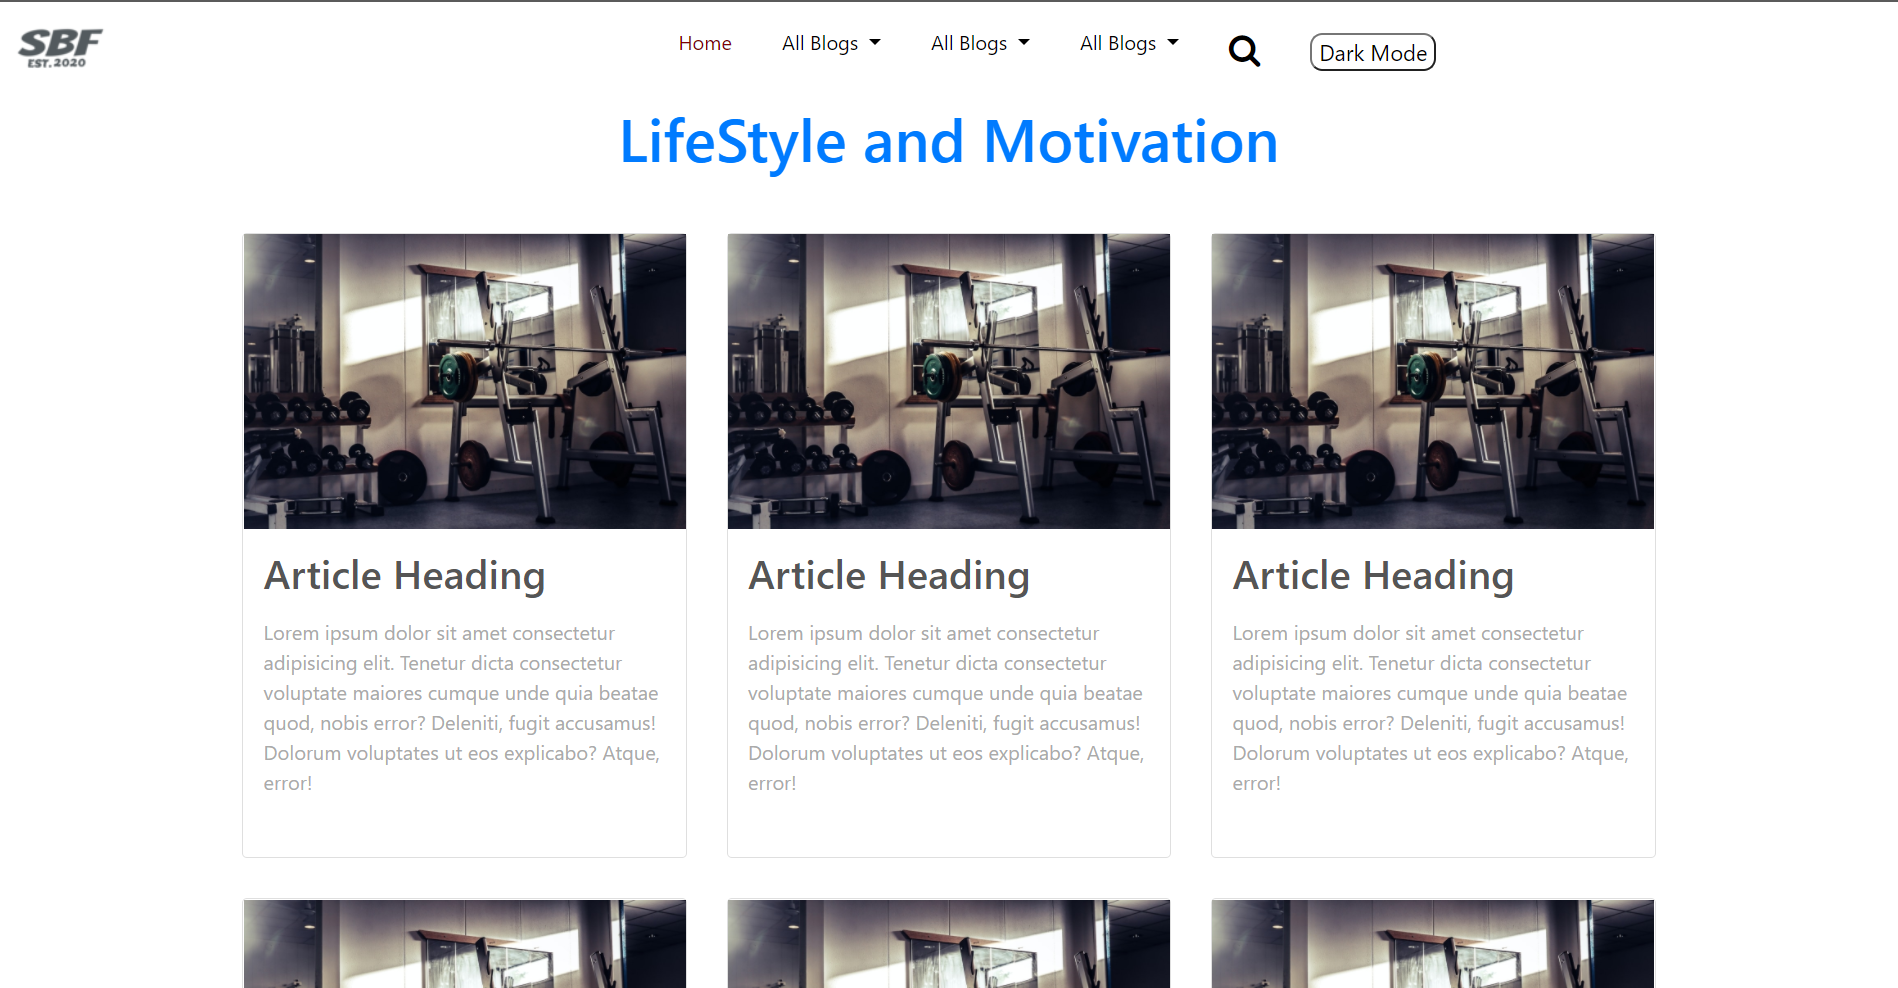 SBF
EST. 2020
Home All Blogs All Blogs All Blogs Dark Mode
LifeStyle and Motivation
Article Heading
Lorem ipsum dolor sit amet consectetur
adipisicing elit. Tenetur dicta consectetur
voluptate maiores cumque unde quia beatae
quod, nobis error? Deleniti, fugit accusamus!
Dolorum voluptates ut eos explicabo? Atque,
error!
Article Heading
Lorem ipsum dolor sit amet consectetur
adipisicing elit. Tenetur dicta consectetur
voluptate maiores cumque unde quia beatae
quod, nobis error? Deleniti, fugit accusamus!
Dolorum voluptates ut eos explicabo? Atque,
error!
Article Heading
Lorem ipsum dolor sit amet consectetur
adipisicing elit. Tenetur dicta consectetur
voluptate maiores cumque unde quia beatae
quod, nobis error? Deleniti, fugit accusamus!
Dolorum voluptates ut eos explicabo? Atque,
error!